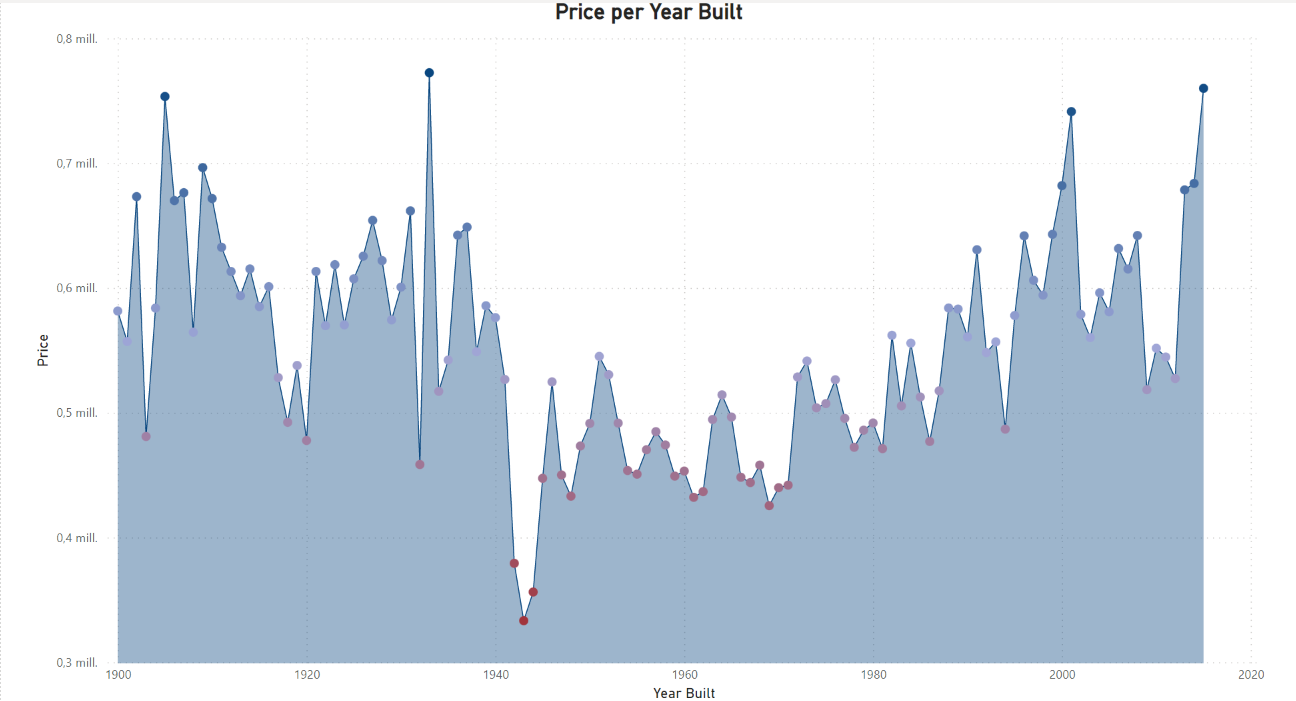 Price per Year Built
0,8 mill.
0,7 mill.
0,6 mill.
0,5 mill.
0,4 mill.
0,3 mill.
Price
1900 1920 1940 1960 1980 2000 2020
Year Built